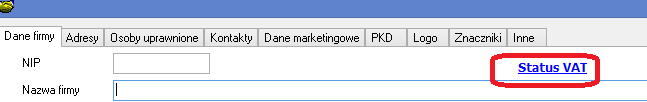 Dane firmy Adresy Osoby uprawnione Kontakty Dane marketingowe PKD Logo Znaczniki Inne
NIP Status VAT
Nazwa firmy